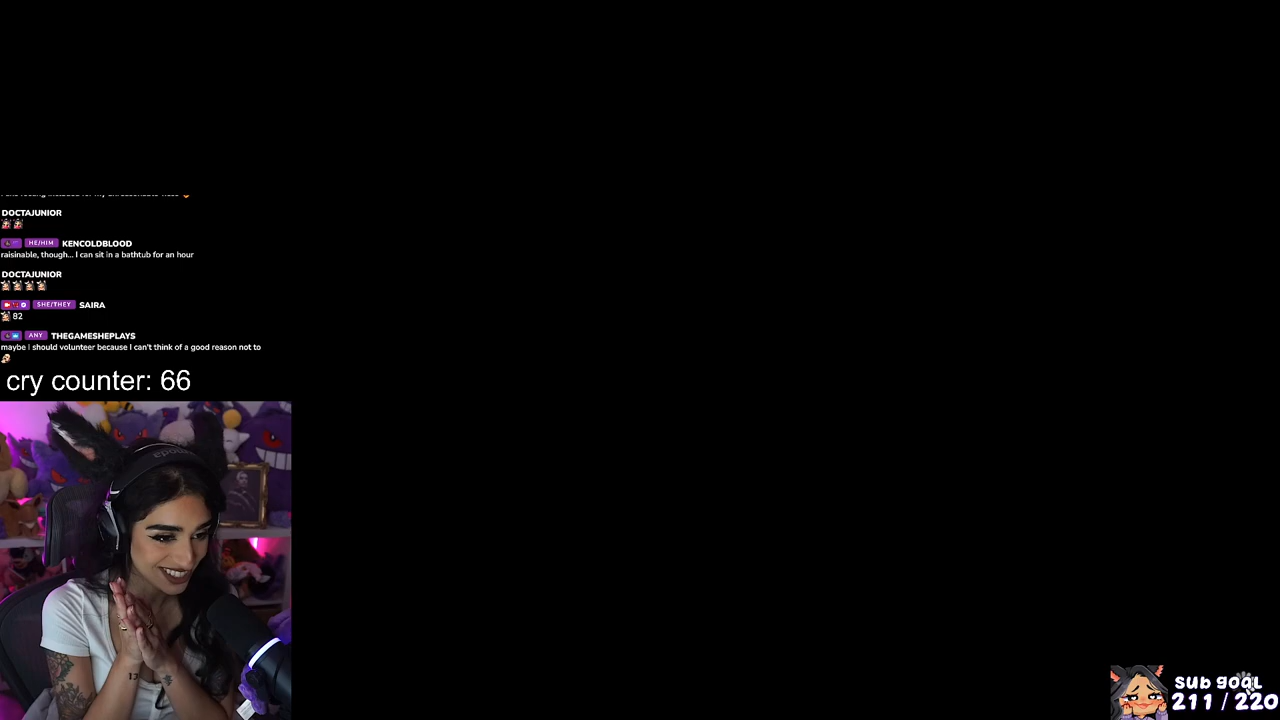 DOCTAJUNIOR
HE/HIM KENCOLDBLOOD
raisinable, though... I can sit in a bathtub for an hour
DOCTAJUNIOR
SHE/THEY SAIRA
82
ANY THEGAMESHEPLAYS
maybe i should volunteer because I can't think of a good reason not to
cry counter: 66
sub goal
211 / 220